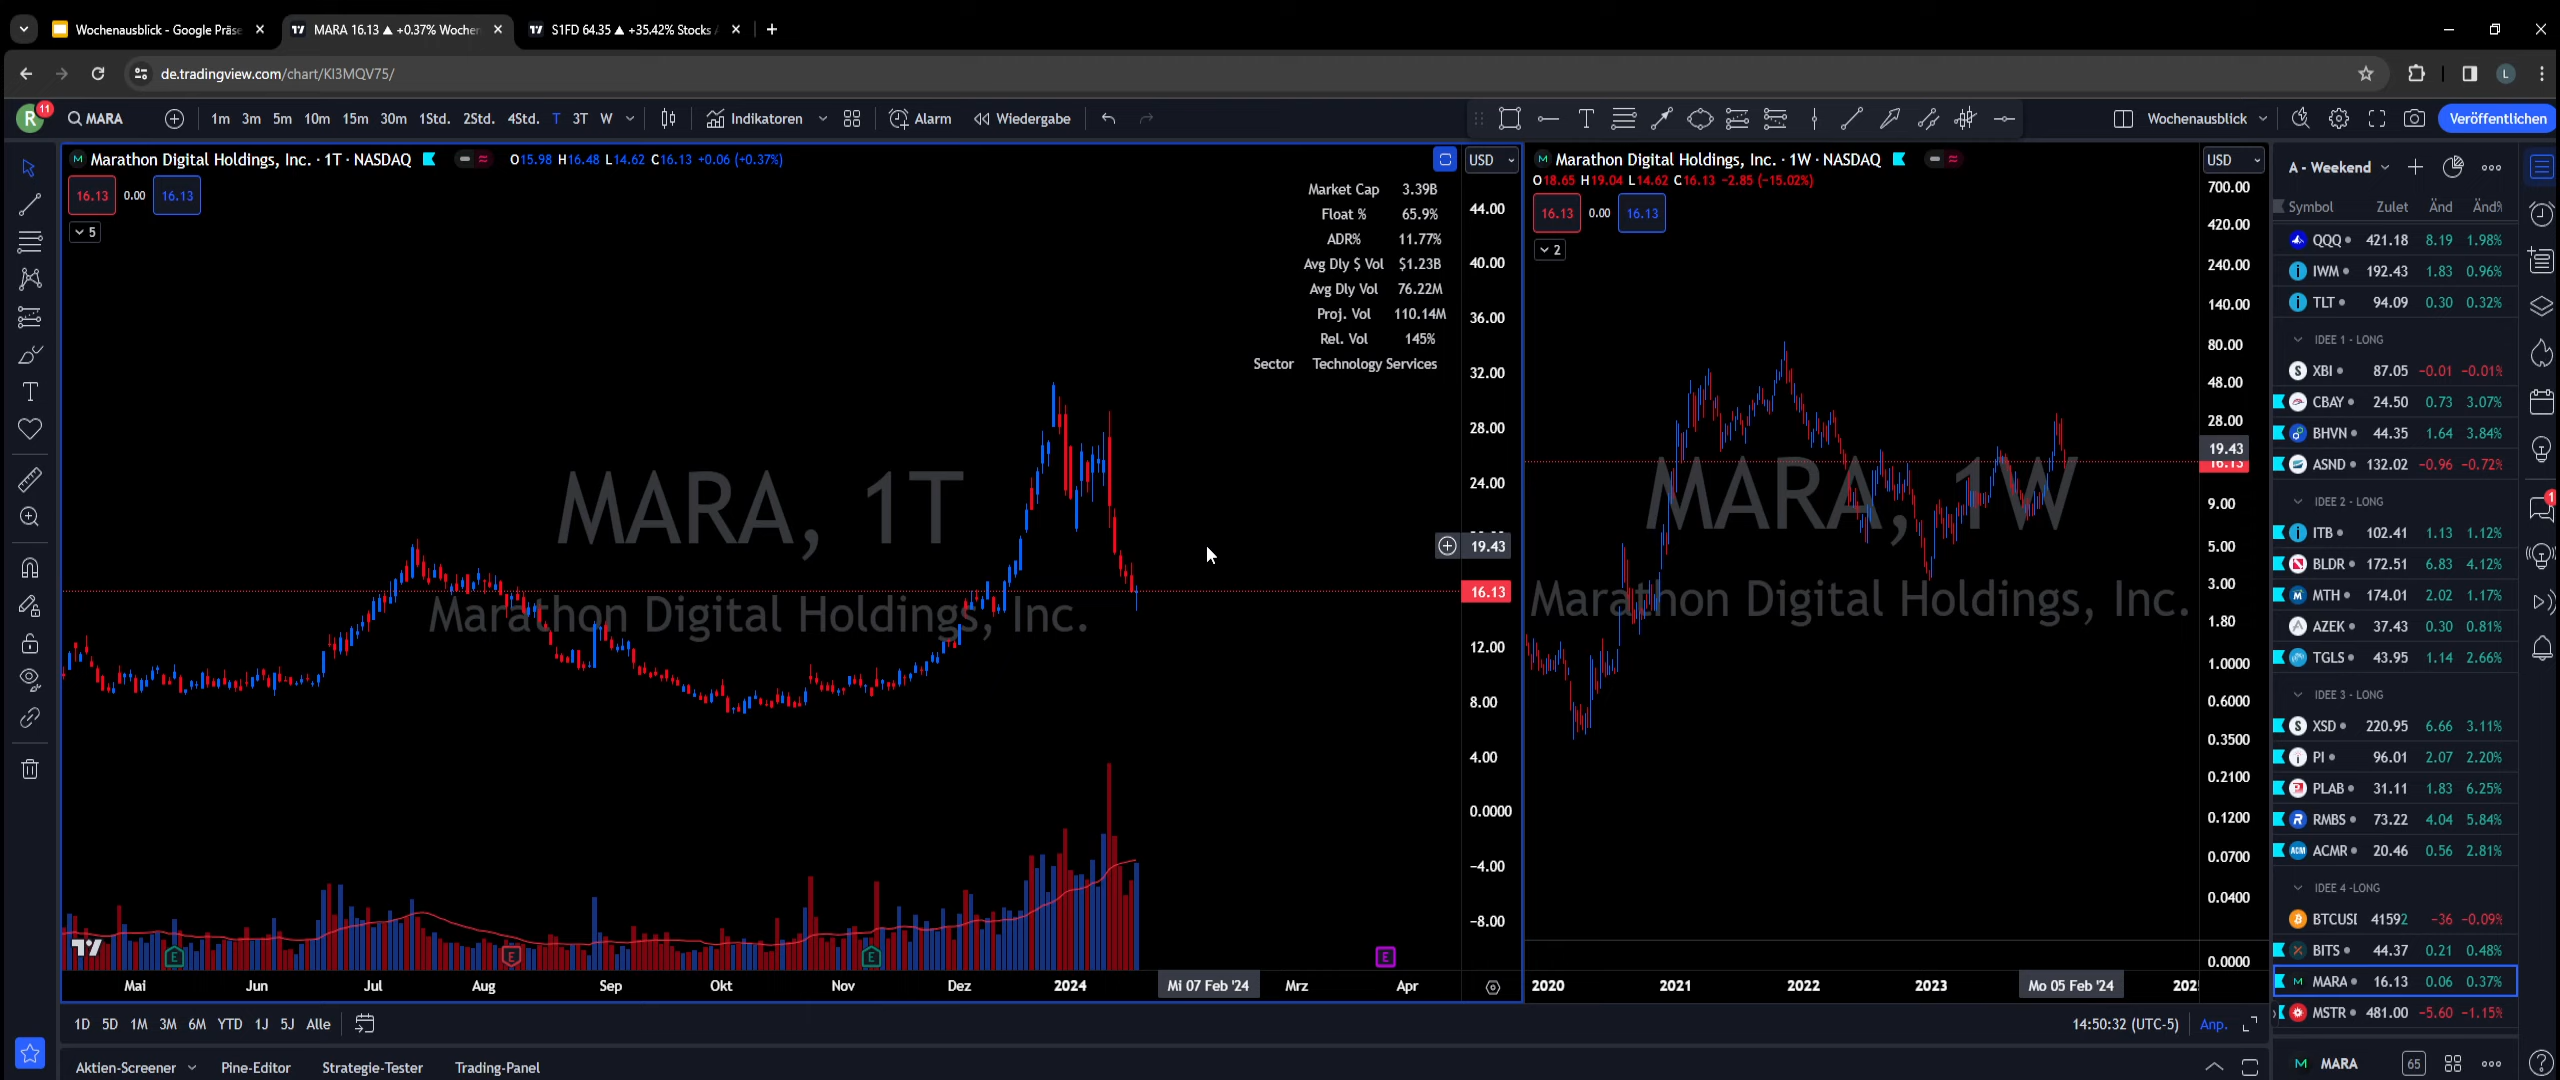 Wochenausblick - Google Präse
MARA 16.13 ▲ +0.37% Wochen
S1FD 64.35 ▲ +35.42% Stocks /
de.tradingview.com/chart/KI3MQV75/
R 11 MARA 1m 3m 5m 10m 15m 30m 1Std. 2Std. 4Std. T 3T W Indikatoren Alarm Wiedergabe T Wochenausblick Veröffentlichen
L
Marathon Digital Holdings, Inc. · 1T · NASDAQ O15.98 H16.48 L14.62 C16.13 +0.06 (+0.37%) USD
16.13 0.00 16.13
5
Market Cap 3.39B
Float % 65.9%
ADR% 11.77%
Avg Dly $ Vol $1.23B
Avg Dly Vol 76.22M
Proj. Vol 110.14M
Rel. Vol 145%
Sector Technology Services
44.00
40.00
36.00
32.00
28.00
24.00
19.43
16.13
12.00
8.00
4.00
0.0000
-4.00
-8.00
MARA, 1T
Marathon Digital Holdings, Inc.
E E E E
Mai Jun Jul Aug Sep Okt Nov Dez 2024 Mi 07 Feb '24 Mrz Apr
Marathon Digital Holdings, Inc. · 1W · NASDAQ USD
O18.65 H19.04 L14.62 C16.13 -2.85 (-15.02%)
16.13 0.00 16.13
2
700.00
420.00
240.00
140.00
80.00
48.00
28.00
19.43
16.13
9.00
5.00
3.00
1.80
1.0000
0.6000
0.3500
0.2100
0.1200
0.0700
0.0400
0.0000
MARA, 1W
Marathon Digital Holdings, Inc.
2020 2021 2022 2023 Mo 05 Feb '24 202
A - Weekend
Symbol Zulet Änd Änd%
QQQ 421.18 8.19 1.98%
IWM 192.43 1.83 0.96%
TLT 94.09 0.30 0.32%
IDEE 1 - LONG
XBI 87.05 -0.01 -0.01%
CBAY 24.50 0.73 3.07%
BHVN 44.35 1.64 3.84%
ASND 132.02 -0.96 -0.72%
IDEE 2 - LONG
ITB 102.41 1.13 1.12%
BLDR 172.51 6.83 4.12%
MTH 174.01 2.02 1.17%
AZEK 37.43 0.30 0.81%
TGLS 43.95 1.14 2.66%
IDEE 3 - LONG
XSD 220.95 6.66 3.11%
PI 96.01 2.07 2.20%
PLAB 31.11 1.83 6.25%
RMBS 73.22 4.04 5.84%
ACMR 20.46 0.56 2.81%
IDEE 4 -LONG
BTCUSI 41592 -36 -0.09%
BITS 44.37 0.21 0.48%
MARA 16.13 0.06 0.37%
MSTR 481.00 -5.60 -1.15%
1D 5D 1M 3M 6M YTD 1J 5J Alle 14:50:32 (UTC-5) Anp.
Aktien-Screener Pine-Editor Strategie-Tester Trading-Panel
MARA 65